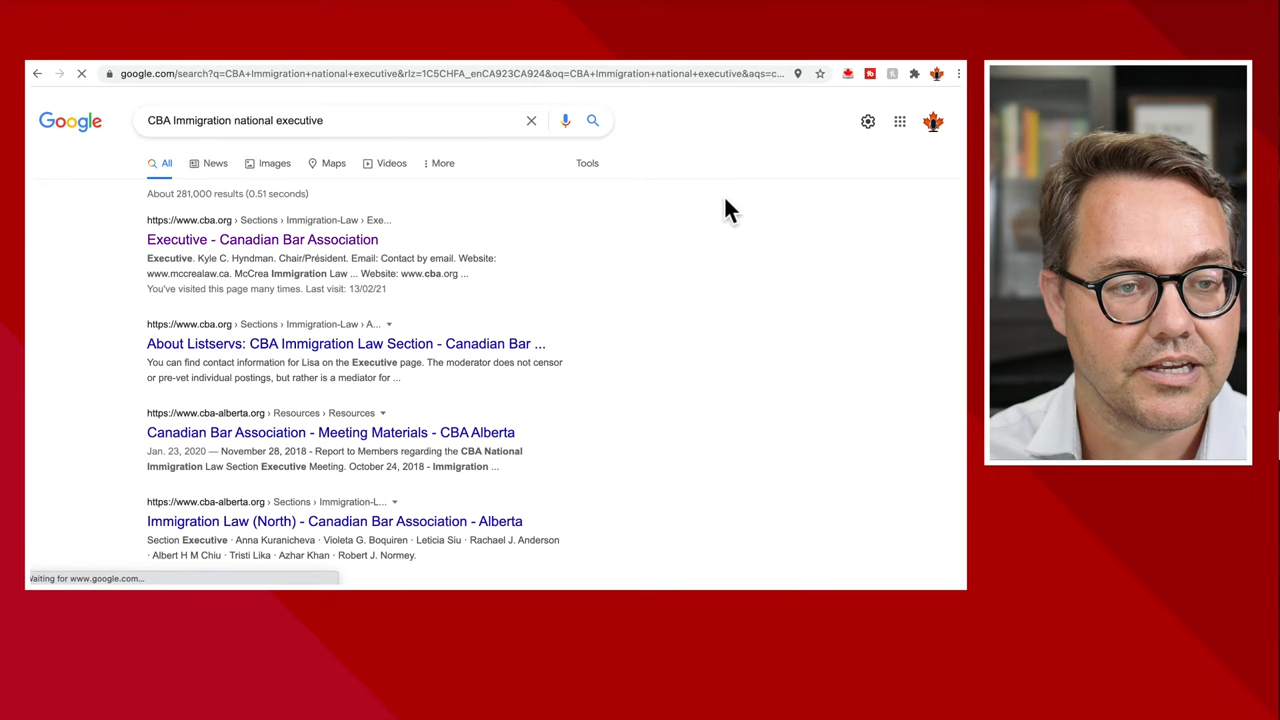 google.com/search?q=CBA+Immigration+national+executive&rlz=1C5CHFA_enCA923CA924&oq=CBA+Immigration+national+executive&aqs=c...
Google
CBA Immigration national executive
All News Images Maps Videos More Tools
About 281,000 results (0.51 seconds)
https://www.cba.org › Sections › Immigration-Law › Exe...
Executive - Canadian Bar Association
Executive. Kyle C. Hyndman. Chair/Président. Email: Contact by email. Website:
www.mccrealaw.ca. McCrea Immigration Law ... Website: www.cba.org ...
You've visited this page many times. Last visit: 13/02/21
https://www.cba.org › Sections › Immigration-Law › A...
About Listservs: CBA Immigration Law Section - Canadian Bar ...
You can find contact information for Lisa on the Executive page. The moderator does not censor
or pre-vet individual postings, but rather is a mediator for ...
https://www.cba-alberta.org › Resources › Resources
Canadian Bar Association - Meeting Materials - CBA Alberta
Jan. 23, 2020 — November 28, 2018 - Report to Members regarding the CBA National
Immigration Law Section Executive Meeting. October 24, 2018 - Immigration ...
https://www.cba-alberta.org › Sections › Immigration-L...
Immigration Law (North) - Canadian Bar Association - Alberta
Section Executive · Anna Kuranicheva · Violeta G. Boquiren · Leticia Siu · Rachael J. Anderson
· Albert H M Chiu · Tristi Lika · Azhar Khan · Robert J. Normey.
Waiting for www.google.com...